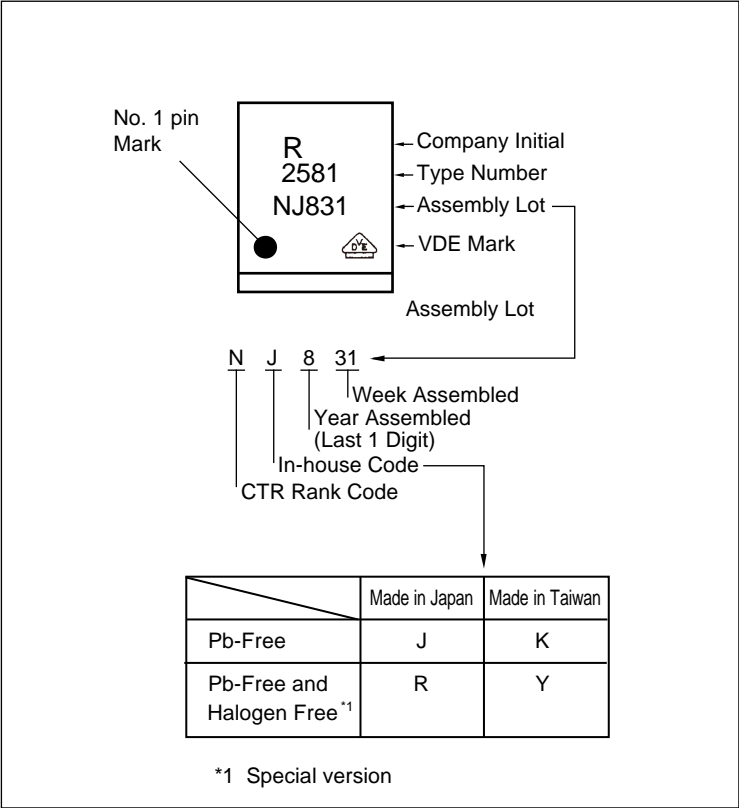 No. 1 pin
Mark
R
2581
NJ831
DVE
Company Initial
Type Number
Assembly Lot
VDE Mark
Assembly Lot
N J 8 31
Week Assembled
Year Assembled
(Last 1 Digit)
In-house Code
CTR Rank Code
Made in Japan Made in Taiwan
Pb-Free J K
Pb-Free and R Y
Halogen Free *1
*1 Special version